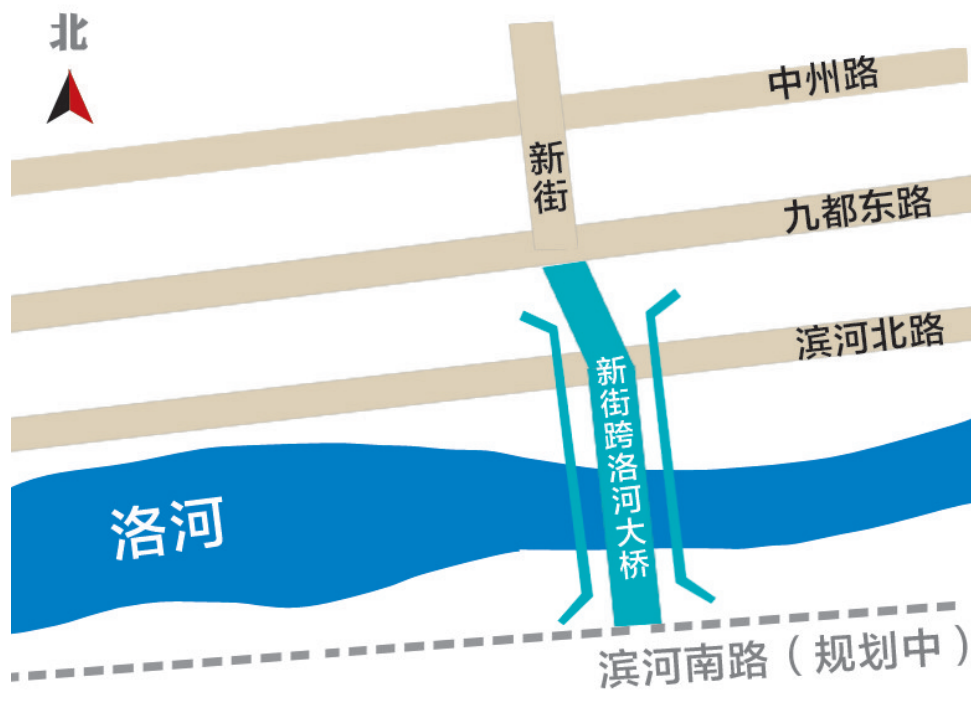 北
中州路
新街
九都东路
滨河北路
新街跨洛河大桥
洛河
滨河南路（规划中）